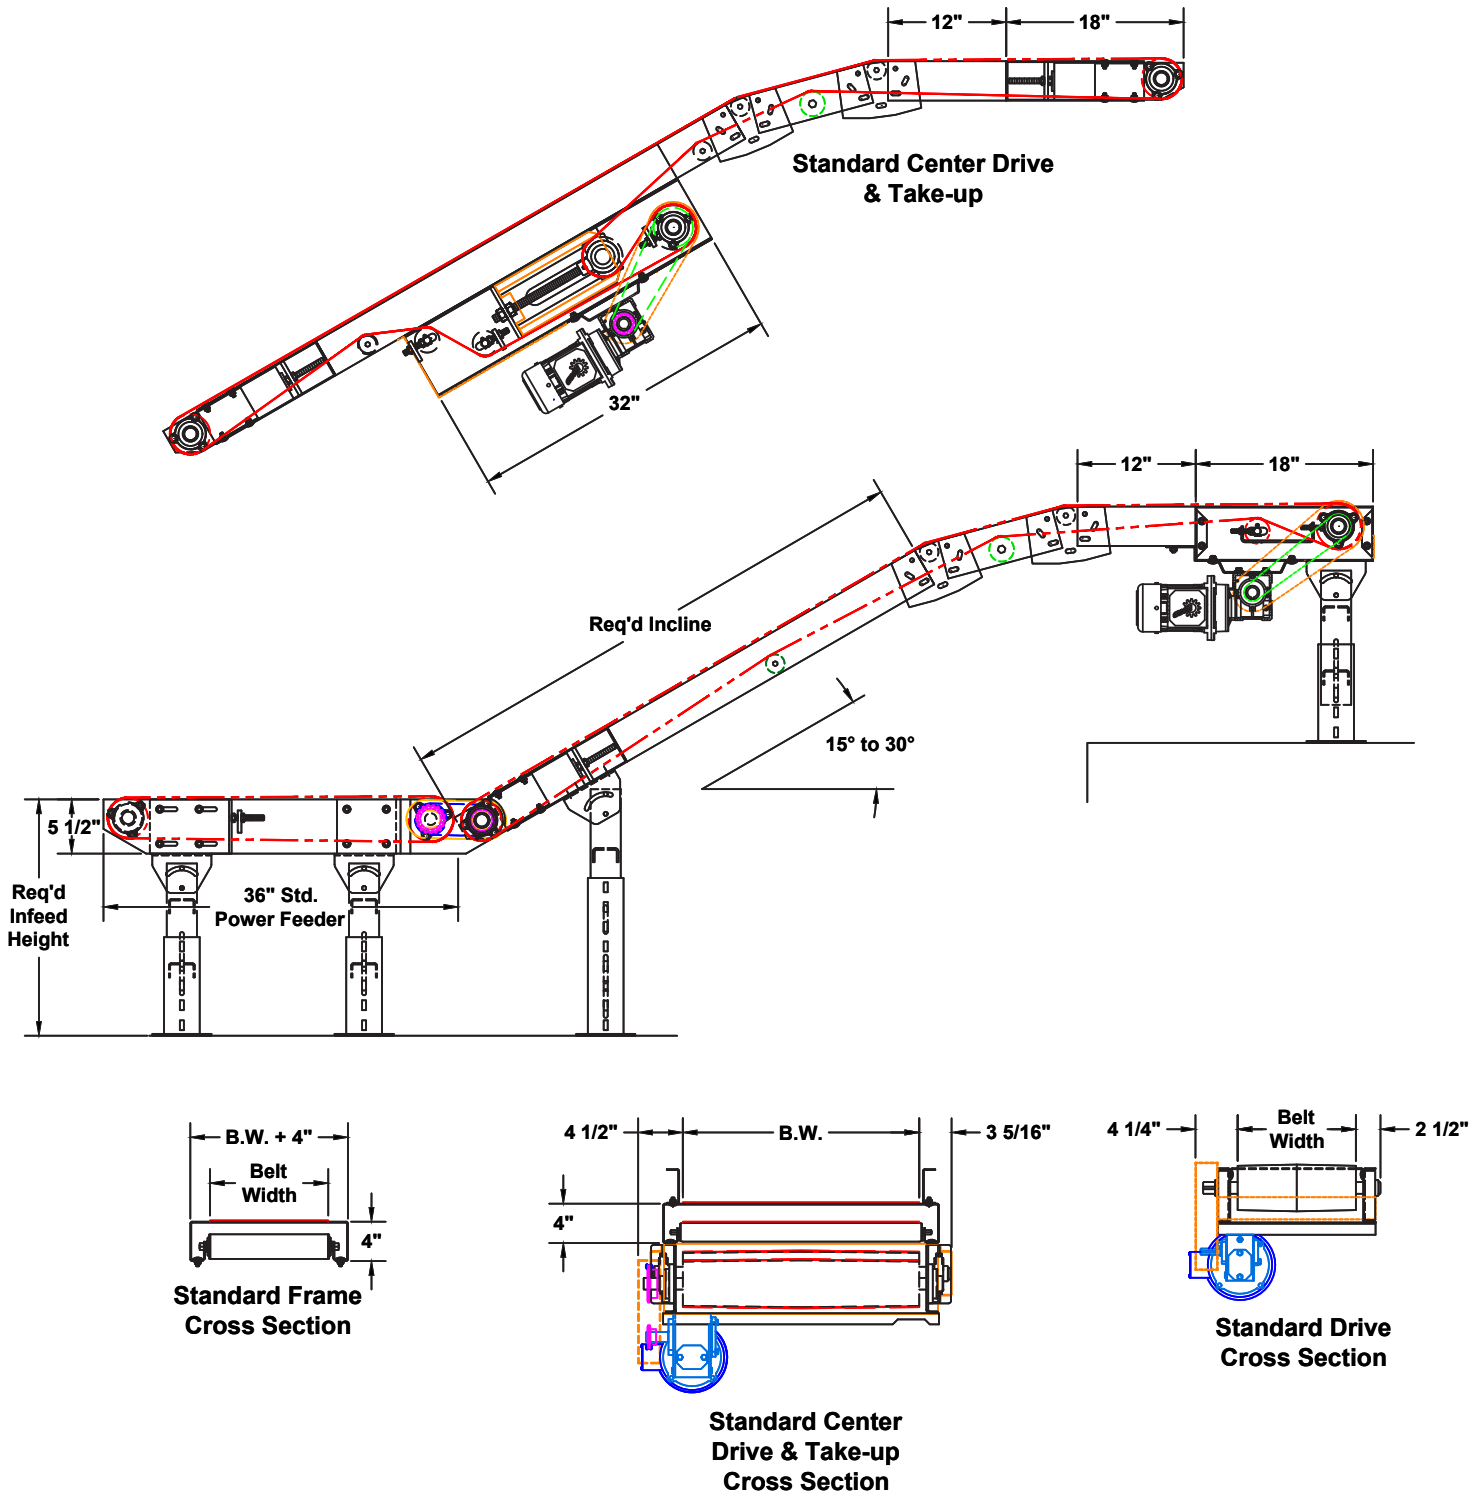 12"
18"
Standard Center Drive
& Take-up
32"
12"
18"
Req'd Incline
15° to 30°
5 1/2"
36" Std.
Power Feeder
Req'd
Infeed
Height
B.W. + 4"
Belt
Width
4"
Standard Frame
Cross Section
4 1/2"
B.W.
3 5/16"
4"
Standard Center
Drive & Take-up
Cross Section
4 1/4"
Belt
Width
2 1/2"
Standard Drive
Cross Section